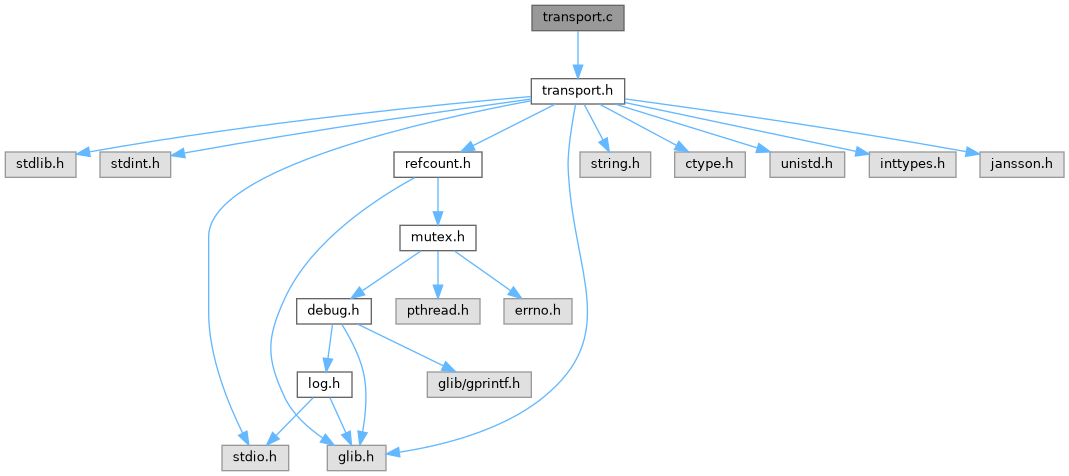 transport.c
transport.h
stdlib.h
stdint.h
refcount.h
string.h
ctype.h
unistd.h
inttypes.h
jansson.h
mutex.h
debug.h
pthread.h
errno.h
log.h
glib/gprintf.h
stdio.h
glib.h